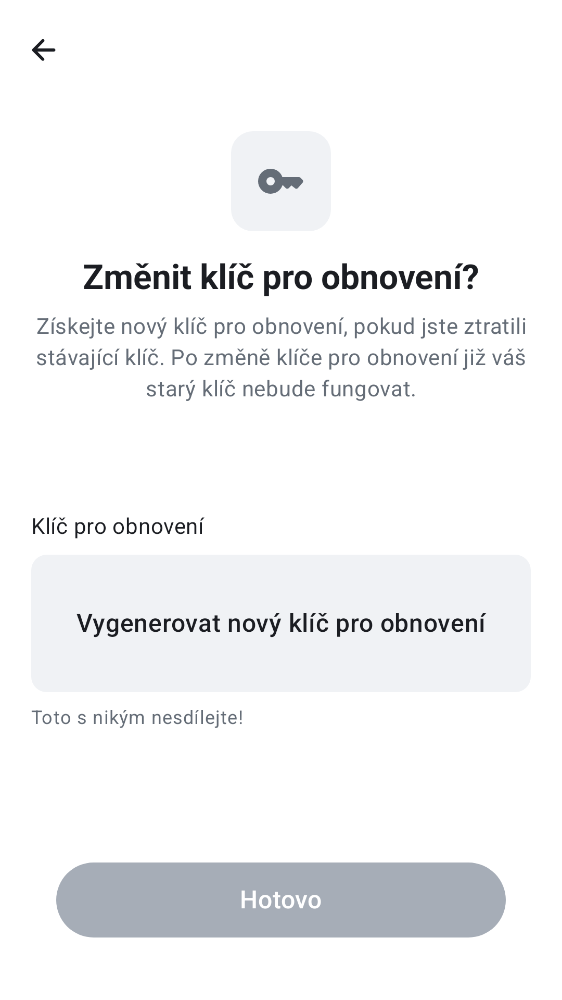 Změnit klíč pro obnovení?
Získejte nový klíč pro obnovení, pokud jste ztratili
stávající klíč. Po změně klíče pro obnovení již váš
starý klíč nebude fungovat.
Klíč pro obnovení
Vygenerovat nový klíč pro obnovení
Toto s nikým nesdílejte!
Hotovo